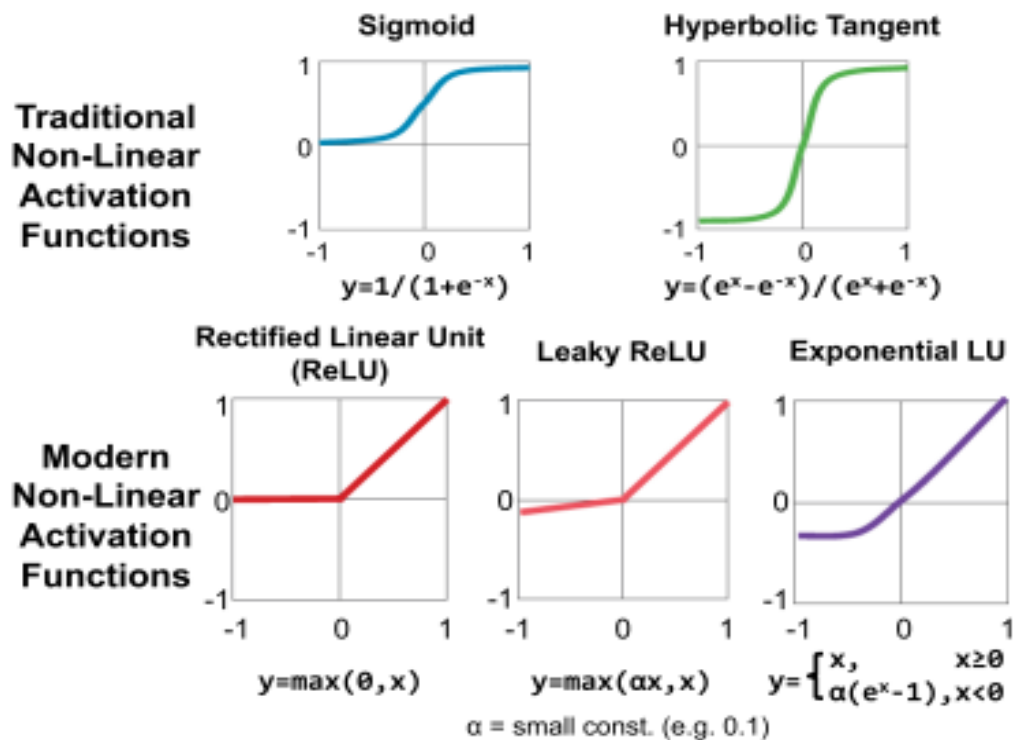 Sigmoid
Hyperbolic Tangent
Traditional
Non-Linear
Activation
Functions
1
0
-1
-1
0
1
y=1/(1+e⁻ˣ)
1
0
-1
-1
0
1
y=(eˣ-e⁻ˣ)/(eˣ+e⁻ˣ)
Rectified Linear Unit
(ReLU)
Leaky ReLU
Exponential LU
Modern
Non-Linear
Activation
Functions
1
0
-1
-1
0
1
y=max(0,x)
1
0
-1
-1
0
1
y=max(αx,x)
1
0
-1
-1
0
1
y={x, x≥0
α(eˣ-1),x<0
α = small const. (e.g. 0.1)